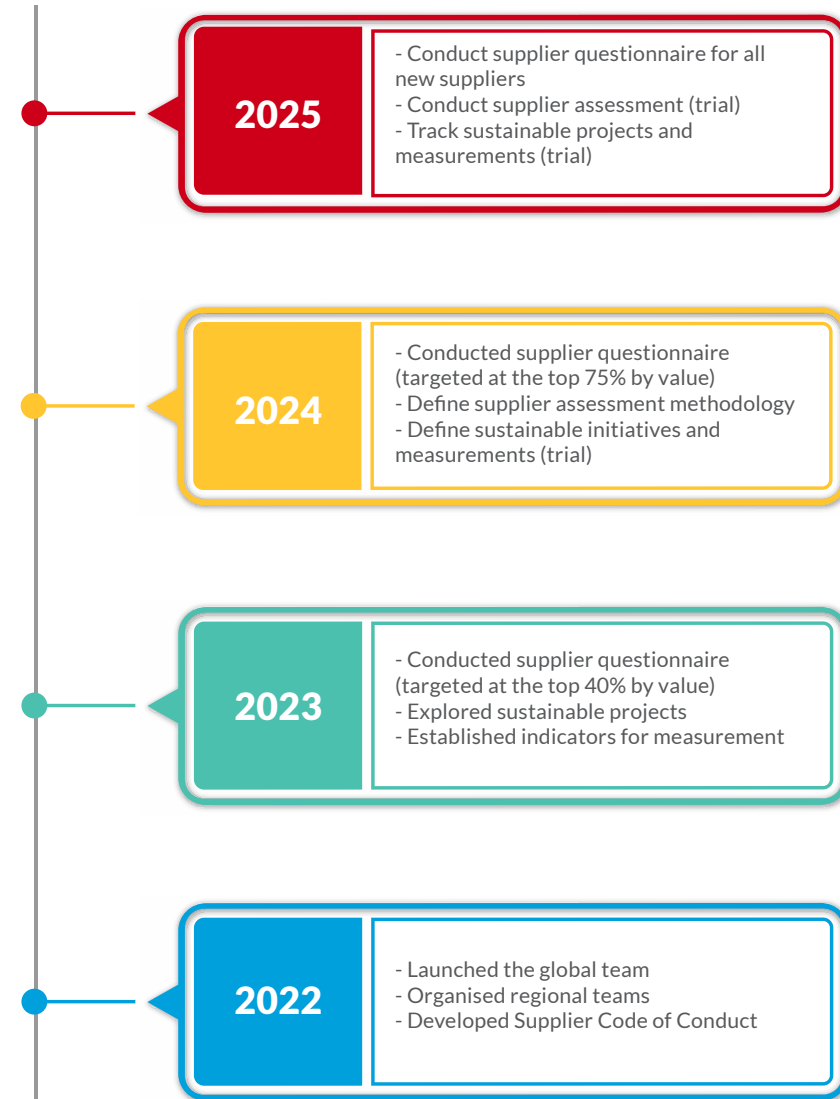 2025
- Conduct supplier questionnaire for all
new suppliers
- Conduct supplier assessment (trial)
- Track sustainable projects and
measurements (trial)
2024
- Conducted supplier questionnaire
(targeted at the top 75% by value)
- Define supplier assessment methodology
- Define sustainable initiatives and
measurements (trial)
2023
- Conducted supplier questionnaire
(targeted at the top 40% by value)
- Explored sustainable projects
- Established indicators for measurement
2022
- Launched the global team
- Organised regional teams
- Developed Supplier Code of Conduct